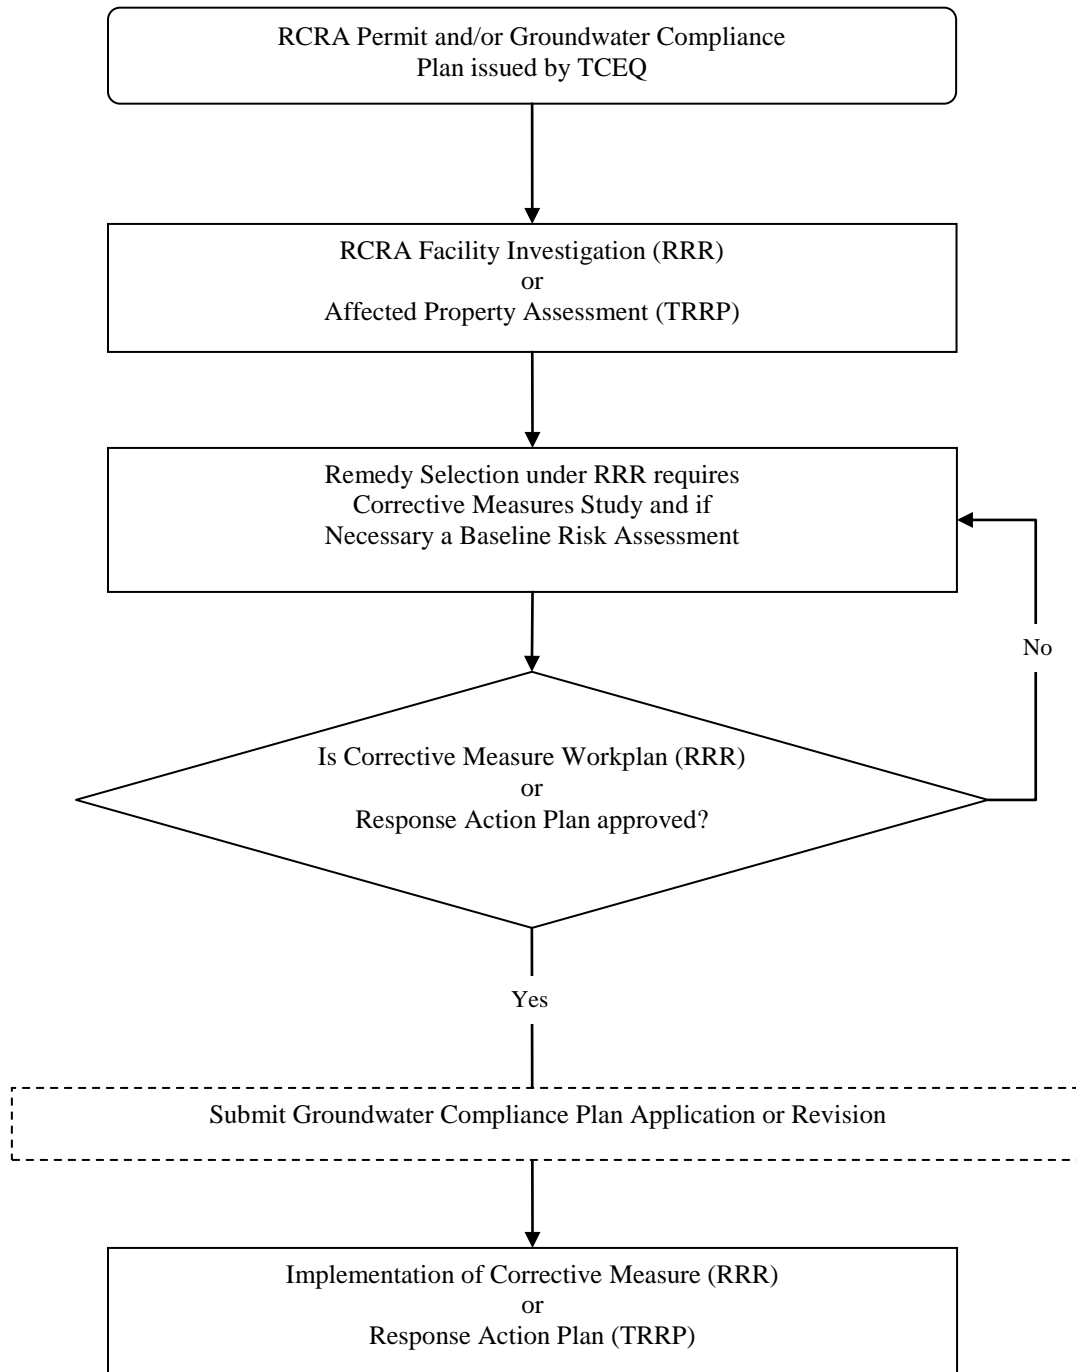 RCRA Permit and/or Groundwater Compliance
Plan issued by TCEQ
RCRA Facility Investigation (RRR)
or
Affected Property Assessment (TRRP)
Remedy Selection under RRR requires
Corrective Measures Study and if
Necessary a Baseline Risk Assessment
No
Is Corrective Measure Workplan (RRR)
or
Response Action Plan approved?
Yes
Submit Groundwater Compliance Plan Application or Revision
Implementation of Corrective Measure (RRR)
or
Response Action Plan (TRRP)